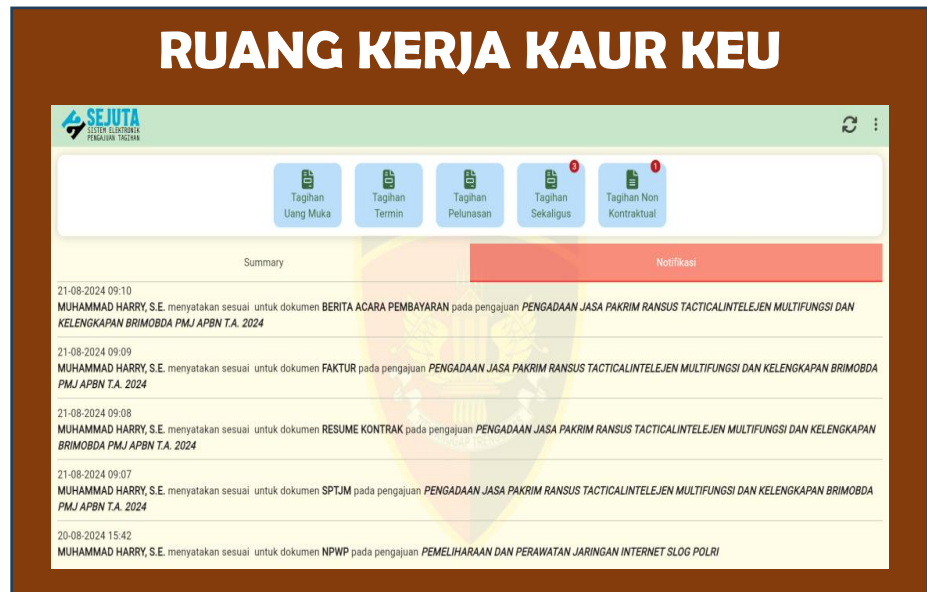 RUANG KERJA KAUR KEU
SEJUTA
SISTEM ELEKTRONIK
PENGAJUAN TAGIHAN
Tagihan
Uang Muka
Tagihan
Termin
Tagihan
Pelunasan
3
Tagihan
Sekaligus
1
Tagihan Non
Kontraktual
Summary
Notifikasi
21-08-2024 09:10
MUHAMMAD HARRY, S.E. menyatakan sesuai untuk dokumen BERITA ACARA PEMBAYARAN pada pengajuan PENGADAAN JASA PAKRIM RANSUS TACTICALINTELEJEN MULTIFUNGSI DAN
KELENGKAPAN BRIMOBDA PMJ APBN T.A. 2024
21-08-2024 09:09
MUHAMMAD HARRY, S.E. menyatakan sesuai untuk dokumen FAKTUR pada pengajuan PENGADAAN JASA PAKRIM RANSUS TACTICALINTELEJEN MULTIFUNGSI DAN KELENGKAPAN BRIMOBDA
PMJ APBN T.A. 2024
21-08-2024 09:08
MUHAMMAD HARRY, S.E. menyatakan sesuai untuk dokumen RESUME KONTRAK pada pengajuan PENGADAAN JASA PAKRIM RANSUS TACTICALINTELEJEN MULTIFUNGSI DAN KELENGKAPAN
BRIMOBDA PMJ APBN T.A. 2024
21-08-2024 09:07
MUHAMMAD HARRY, S.E. menyatakan sesuai untuk dokumen SPTJM pada pengajuan PENGADAAN JASA PAKRIM RANSUS TACTICALINTELEJEN MULTIFUNGSI DAN KELENGKAPAN BRIMOBDA
PMJ APBN T.A. 2024
20-08-2024 15:42
MUHAMMAD HARRY, S.E. menyatakan sesuai untuk dokumen NPWP pada pengajuan PEMELIHARAAN DAN PERAWATAN JARINGAN INTERNET SLOG POLRI